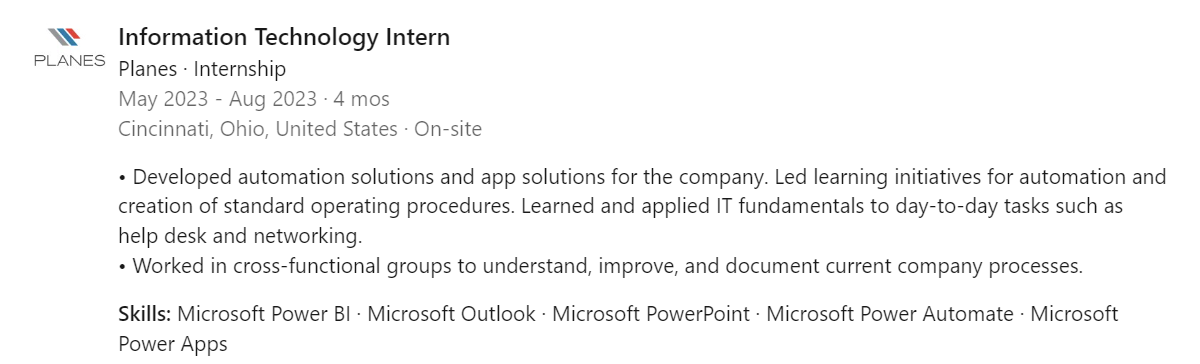 PLANES
Information Technology Intern
Planes · Internship
May 2023 - Aug 2023 · 4 mos
Cincinnati, Ohio, United States · On-site
• Developed automation solutions and app solutions for the company. Led learning initiatives for automation and
creation of standard operating procedures. Learned and applied IT fundamentals to day-to-day tasks such as
help desk and networking.
• Worked in cross-functional groups to understand, improve, and document current company processes.
Skills: Microsoft Power BI · Microsoft Outlook · Microsoft PowerPoint · Microsoft Power Automate · Microsoft
Power Apps